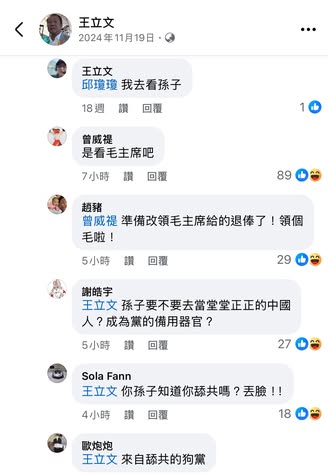 王立文
2024年11月19日
王立文
邱瓊瓊 我去看孫子
18週 讚 回覆 1
曾威禔
是看毛主席吧
7小時 讚 回覆 89
趙豬
曾威禔 準備改領毛主席給的退俸了！領個
毛啦！
5小時 讚 回覆 29
謝皓宇
王立文 孫子要不要去當堂堂正正的中國
人？成為黨的備用器官？
5小時 讚 回覆 27
Sola Fann
王立文 你孫子知道你舔共嗎？丟臉！!
4小時 讚 回覆 18
歐炮炮
王立文 來自舔共的狗黨